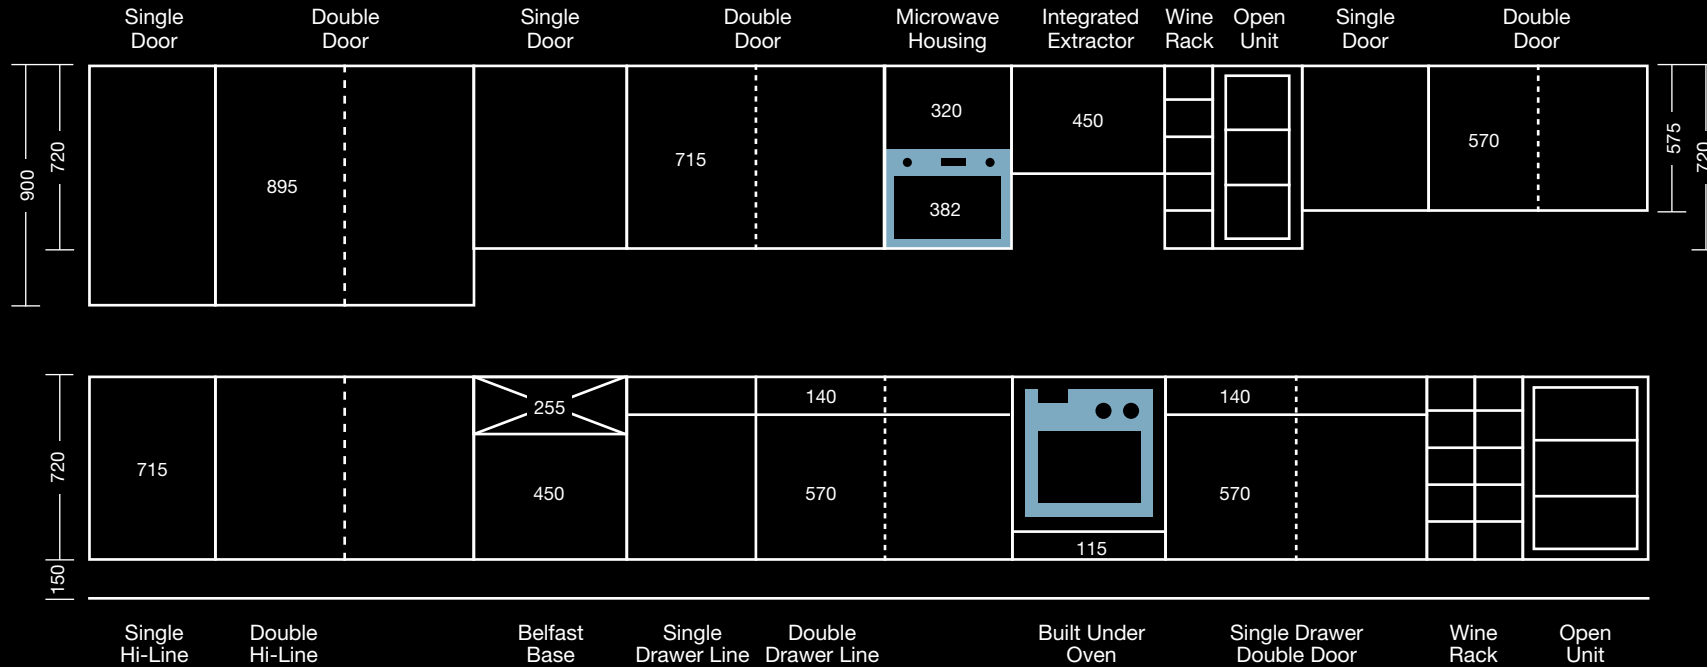 Single
Door
Double
Door
Single
Door
Double
Door
Microwave
Housing
Integrated
Extractor
Wine
Rack
Open
Unit
Single
Door
Double
Door
900
720
895
715
320
382
450
570
575
720
720
150
715
255
450
140
570
115
140
570
Single
Hi-Line
Double
Hi-Line
Belfast
Base
Single
Drawer Line
Double
Drawer Line
Built Under
Oven
Single Drawer
Double Door
Wine
Rack
Open
Unit